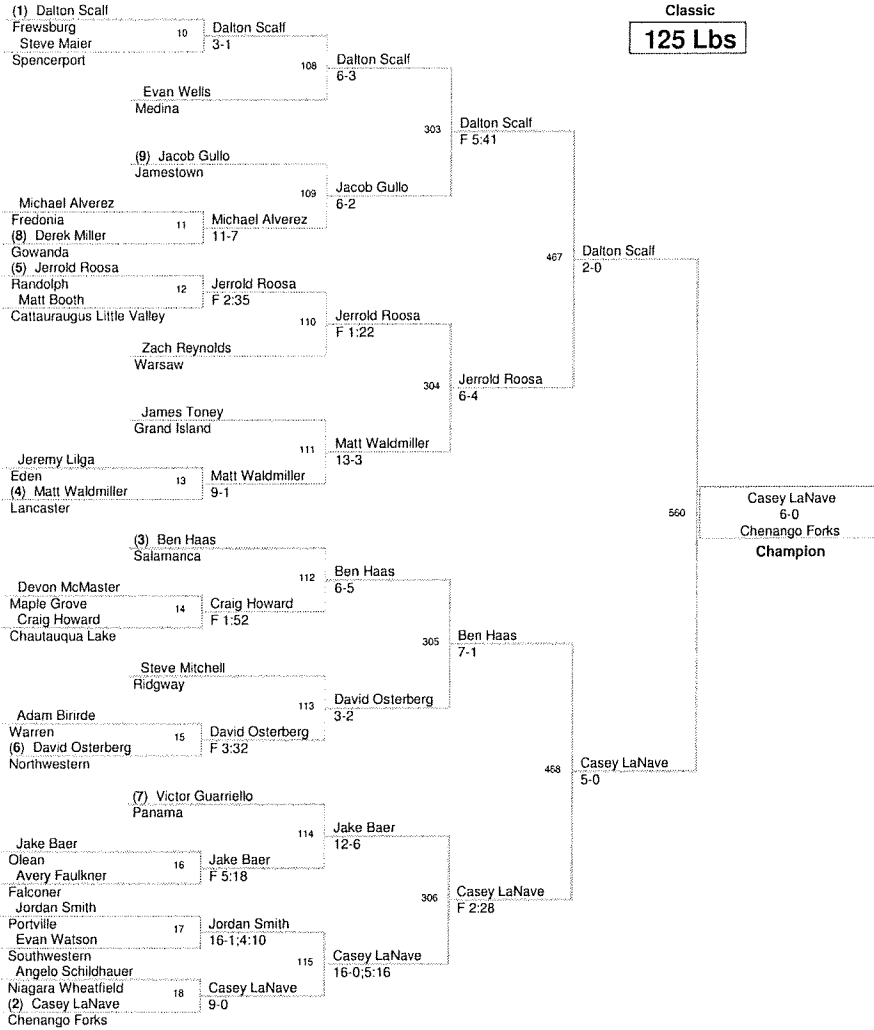 Classic
125 Lbs
(1) Dalton Scalf
Frewsburg
10
Steve Maier
Spencerport
Dalton Scalf
3-1
108
Evan Wells
Medina
Dalton Scalf
6-3
303
(9) Jacob Gullo
Jamestown
109
Michael Alverez
Fredonia
11
(8) Derek Miller
Gowanda
Michael Alverez
11-7
Jacob Gullo
6-2
Dalton Scalf
F 5:41
467
(5) Jerrold Roosa
Randolph
12
Matt Booth
Cattauraugus Little Valley
Jerrold Roosa
F 2:35
110
Zach Reynolds
Warsaw
Jerrold Roosa
F 1:22
304
James Toney
Grand Island
111
Jeremy Lilga
Eden
13
(4) Matt Waldmiller
Lancaster
Matt Waldmiller
9-1
Matt Waldmiller
13-3
Jerrold Roosa
6-4
Dalton Scalf
2-0
560
(3) Ben Haas
Salamanca
112
Devon McMaster
Maple Grove
14
Craig Howard
Chautauqua Lake
Craig Howard
F 1:52
Ben Haas
6-5
305
Steve Mitchell
Ridgway
113
Adam Birirde
Warren
15
(6) David Osterberg
Northwestern
David Osterberg
F 3:32
David Osterberg
3-2
Ben Haas
7-1
468
(7) Victor Guarriello
Panama
114
Jake Baer
Olean
16
Avery Faulkner
Falconer
Jake Baer
F 5:18
Jake Baer
12-6
306
Jordan Smith
Portville
17
Evan Watson
Southwestern
Jordan Smith
16-1;4:10
115
Angelo Schildhauer
Niagara Wheatfield
18
(2) Casey LaNave
Chenango Forks
Casey LaNave
9-0
Casey LaNave
16-0;5:16
Casey LaNave
F 2:28
Casey LaNave
5-0
Casey LaNave
6-0
Chenango Forks
Champion